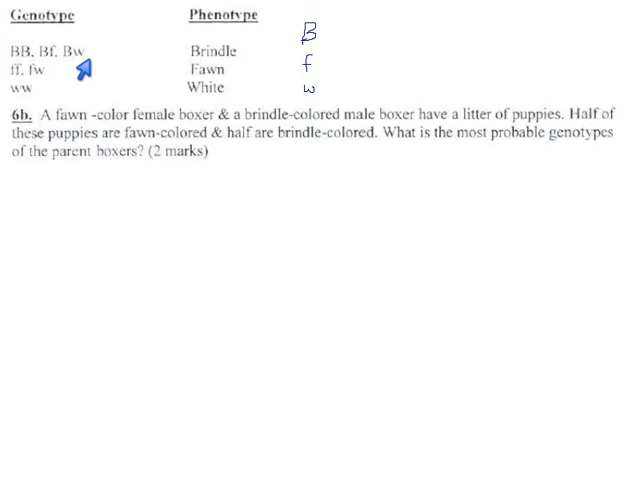 Genotype Phenotype B
BB, Bf, Bw Brindle
ff, fw Fawn f
ww White w
6b. A fawn -color female boxer & a brindle-colored male boxer have a litter of puppies. Half of
these puppies are fawn-colored & half are brindle-colored. What is the most probable genotypes
of the parent boxers? (2 marks)